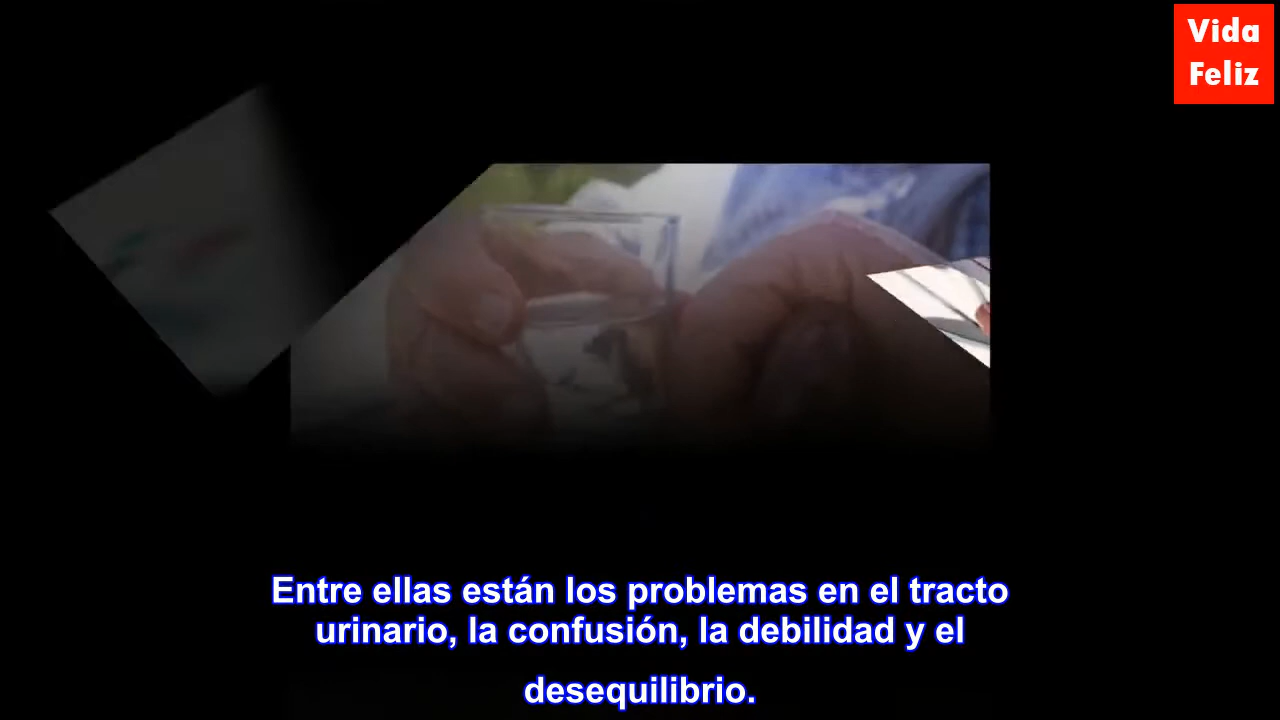 Vida
Feliz
Entre ellas están los problemas en el tracto
urinario, la confusión, la debilidad y el
desequilibrio.